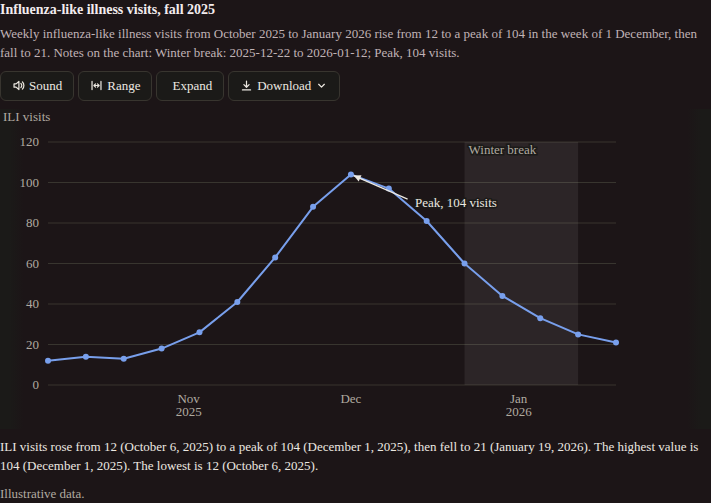 Influenza-like illness visits, fall 2025
Weekly influenza-like illness visits from October 2025 to January 2026 rise from 12 to a peak of 104 in the week of 1 December, then
fall to 21. Notes on the chart: Winter break: 2025-12-22 to 2026-01-12; Peak, 104 visits.
Sound Range Expand Download
ILI visits
120
Winter break
100
Peak, 104 visits
80
60
40
20
0
Nov Dec Jan
2025 2026
ILI visits rose from 12 (October 6, 2025) to a peak of 104 (December 1, 2025), then fell to 21 (January 19, 2026). The highest value is
104 (December 1, 2025). The lowest is 12 (October 6, 2025).
Illustrative data.